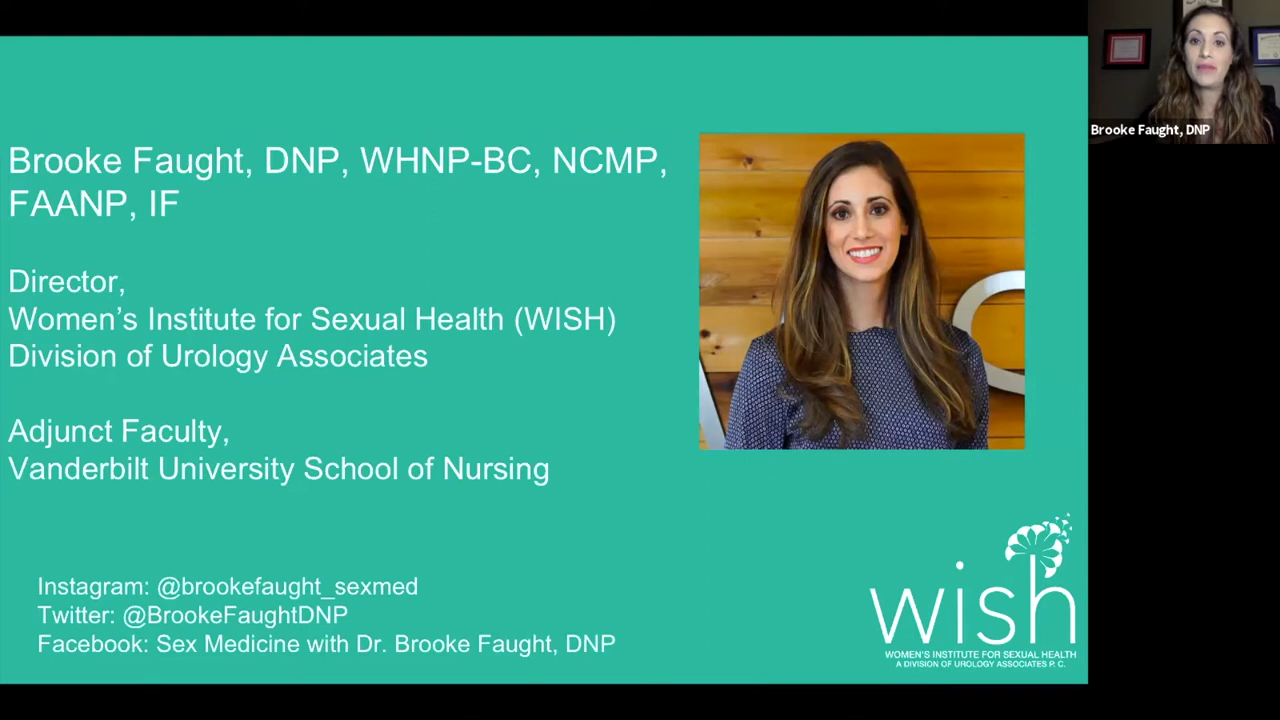 Brooke Faught, DNP, WHNP-BC, NCMP,
FAANP, IF
Director,
Women's Institute for Sexual Health (WISH)
Division of Urology Associates
Adjunct Faculty,
Vanderbilt University School of Nursing
Instagram: @brookefaught_sexmed
Twitter: @BrookeFaughtDNP
Facebook: Sex Medicine with Dr. Brooke Faught, DNP
wish
WOMEN'S INSTITUTE FOR SEXUAL HEALTH
A DIVISION OF UROLOGY ASSOCIATES P. C.
Brooke Faught, DNP